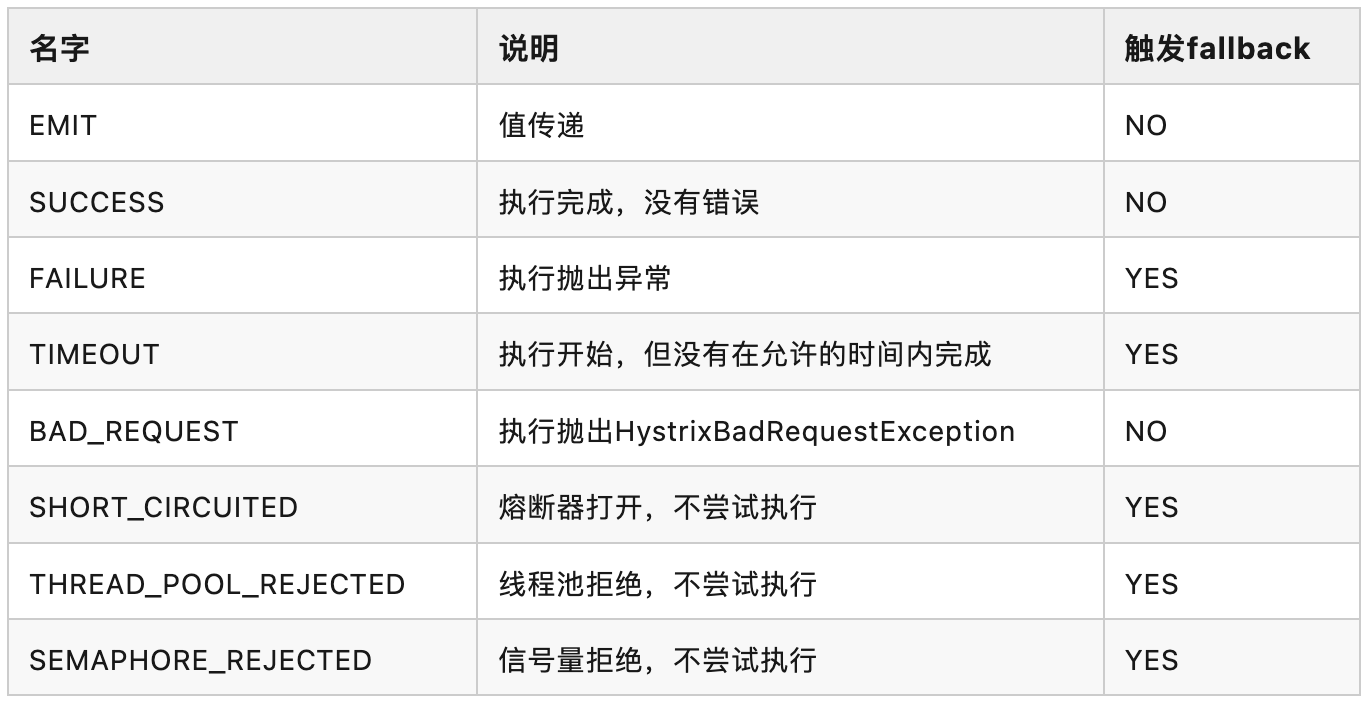 名字 说明 触发fallback
EMIT 值传递 NO
SUCCESS 执行完成，没有错误 NO
FAILURE 执行抛出异常 YES
TIMEOUT 执行开始，但没有在允许的时间内完成 YES
BAD_REQUEST 执行抛出HystrixBadRequestException NO
SHORT_CIRCUITED 熔断器打开，不尝试执行 YES
THREAD_POOL_REJECTED 线程池拒绝，不尝试执行 YES
SEMAPHORE_REJECTED 信号量拒绝，不尝试执行 YES